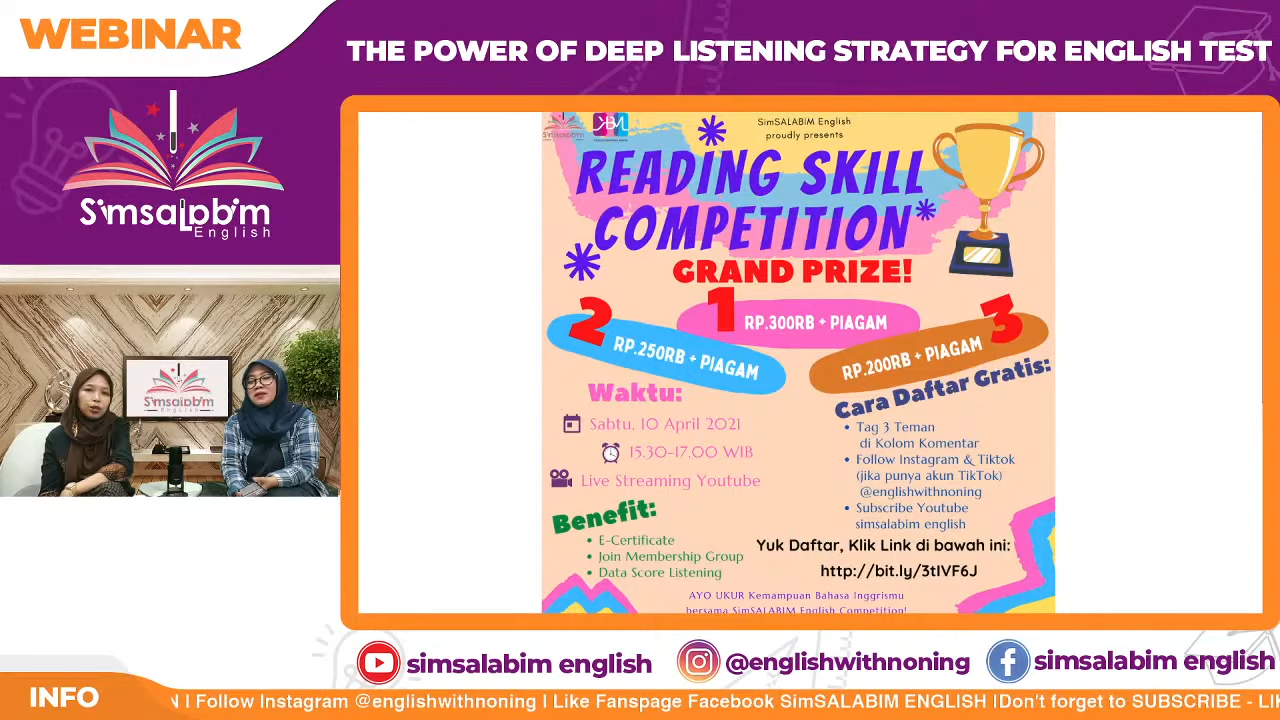 WEBINAR
THE POWER OF DEEP LISTENING STRATEGY FOR ENGLISH TEST
Simsalabim
English
SimSALABIM English
proudly presents
READING SKILL
COMPETITION
GRAND PRIZE!
1
RP.300RB + PIAGAM
2
RP.250RB + PIAGAM
3
RP.200RB + PIAGAM
Waktu:
Sabtu, 10 April 2021
15.30-17.00 WIB
Live Streaming Youtube
Benefit:
• E-Certificate
• Join Membership Group
• Data Score Listening
Cara Daftar Gratis:
• Tag 3 Teman
di Kolom Komentar
• Follow Instagram & Tiktok
(jika punya akun TikTok)
@englishwithnoning
• Subscribe Youtube
simsalabim english
Yuk Daftar, Klik Link di bawah ini:
http://bit.ly/3tIVF6J
AYO UKUR Kemampuan Bahasa Inggrismu
bersama SimSALABIM English Competition!
Simsalabim
English
simsalabim english
@englishwithnoning
simsalabim english
INFO
N I Follow Instagram @englishwithnoning I Like Fanspage Facebook SimSALABIM ENGLISH IDon't forget to SUBSCRIBE - LI